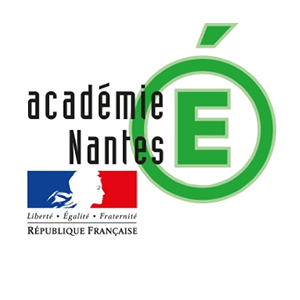 académie
Nantes
É
Liberté • Égalité • Fraternité
RÉPUBLIQUE FRANÇAISE